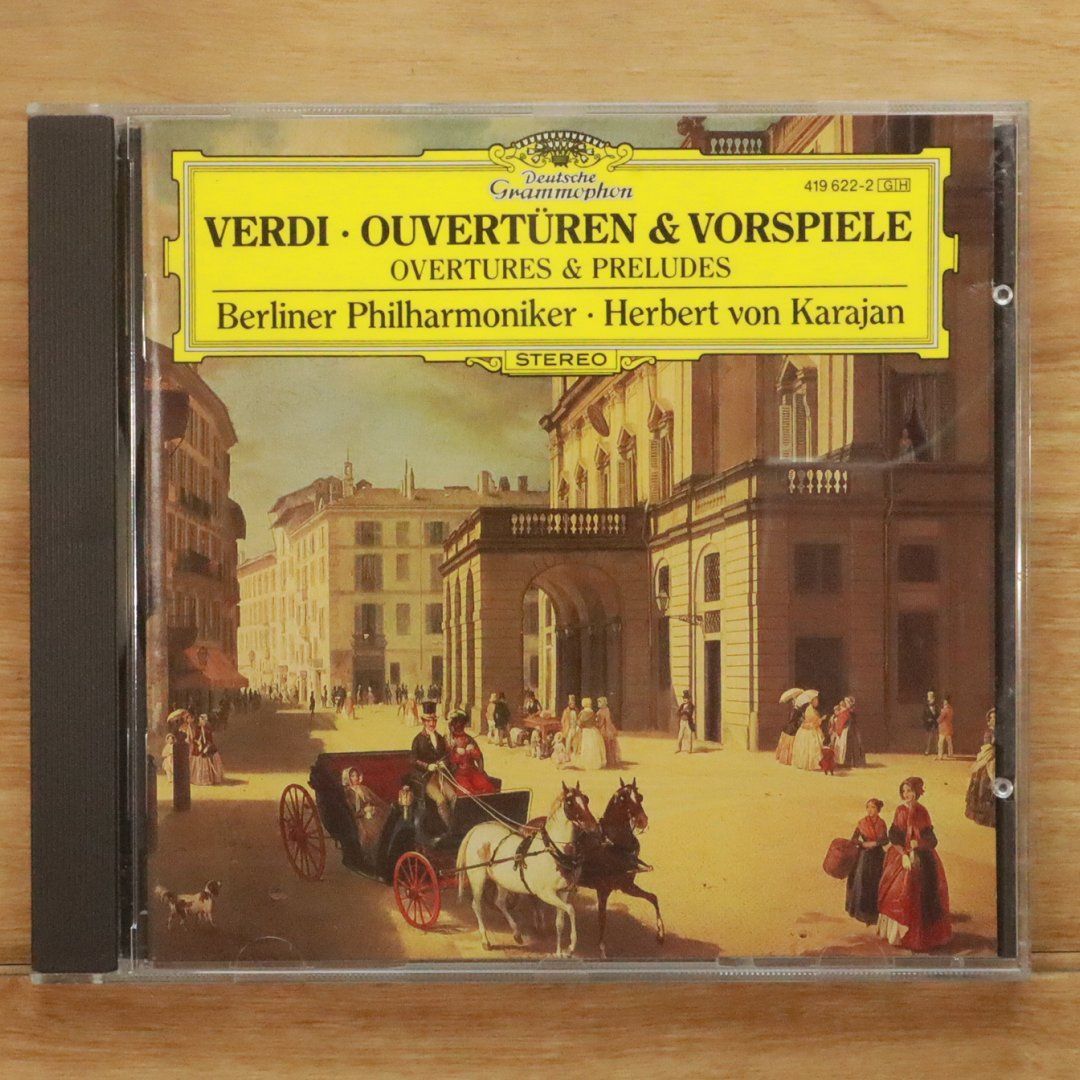 Deutsche
Grammophon
419 622-2 GH
VERDI · OUVERTÜREN & VORSPIELE
OVERTURES & PRELUDES
Berliner Philharmoniker · Herbert von Karajan
STEREO